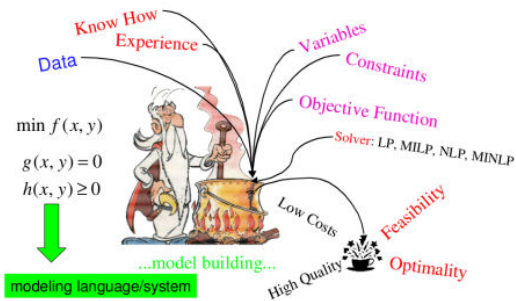 Know How
Experience
Data
Variables
Constraints
Objective Function
Solver: LP, MILP, NLP, MINLP
min f(x, y)
g(x, y) = 0
h(x, y) ≥ 0
Low Costs
Feasibility
High Quality
Optimality
...model building...
modeling language/system